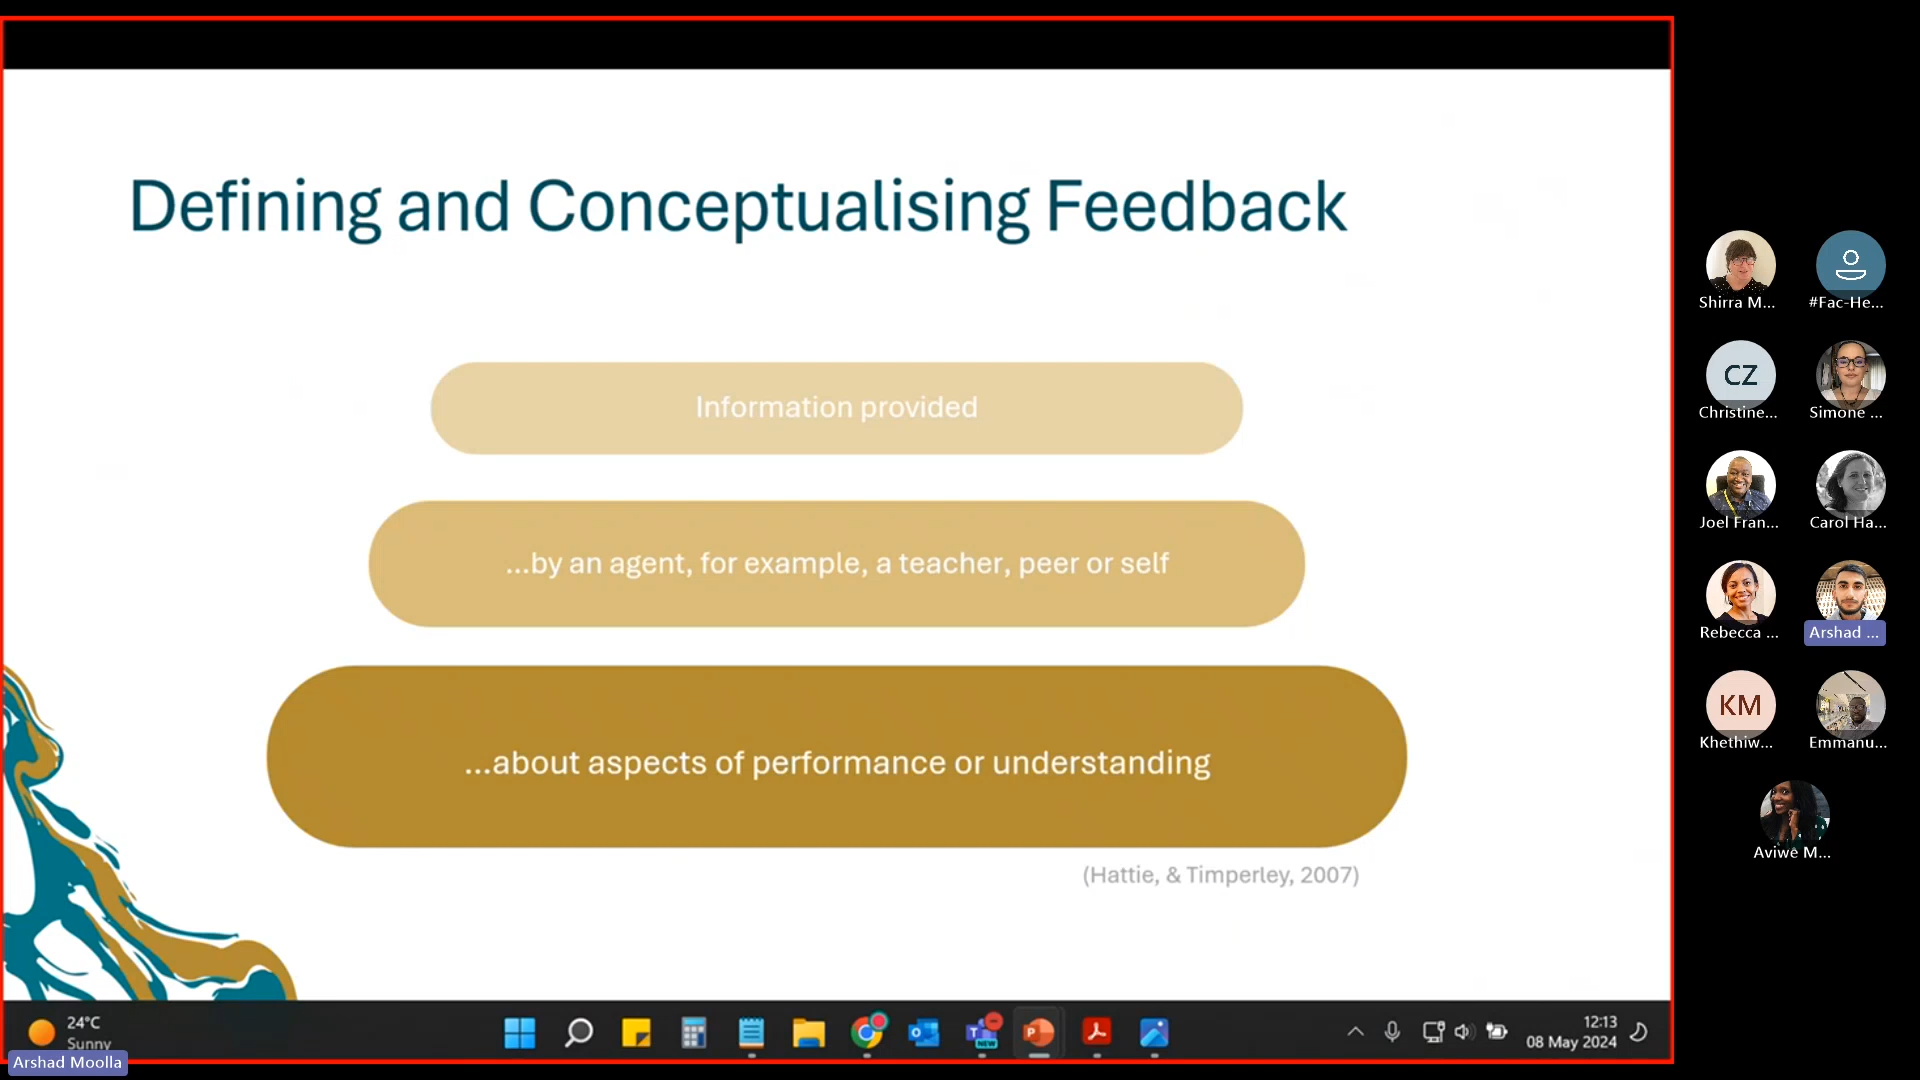 Defining and Conceptualising Feedback
Information provided
...by an agent, for example, a teacher, peer or self
...about aspects of performance or understanding
(Hattie, & Timperley, 2007)
24°C
Sunny
Arshad Moolla
NEW
12:13
08 May 2024
Shirra M...
#Fac-He...
CZ
Christine...
Simone ...
Joel Fran...
Carol Ha...
Rebecca ...
Arshad ...
KM
Khethiw...
Emmanu...
Aviwe M...